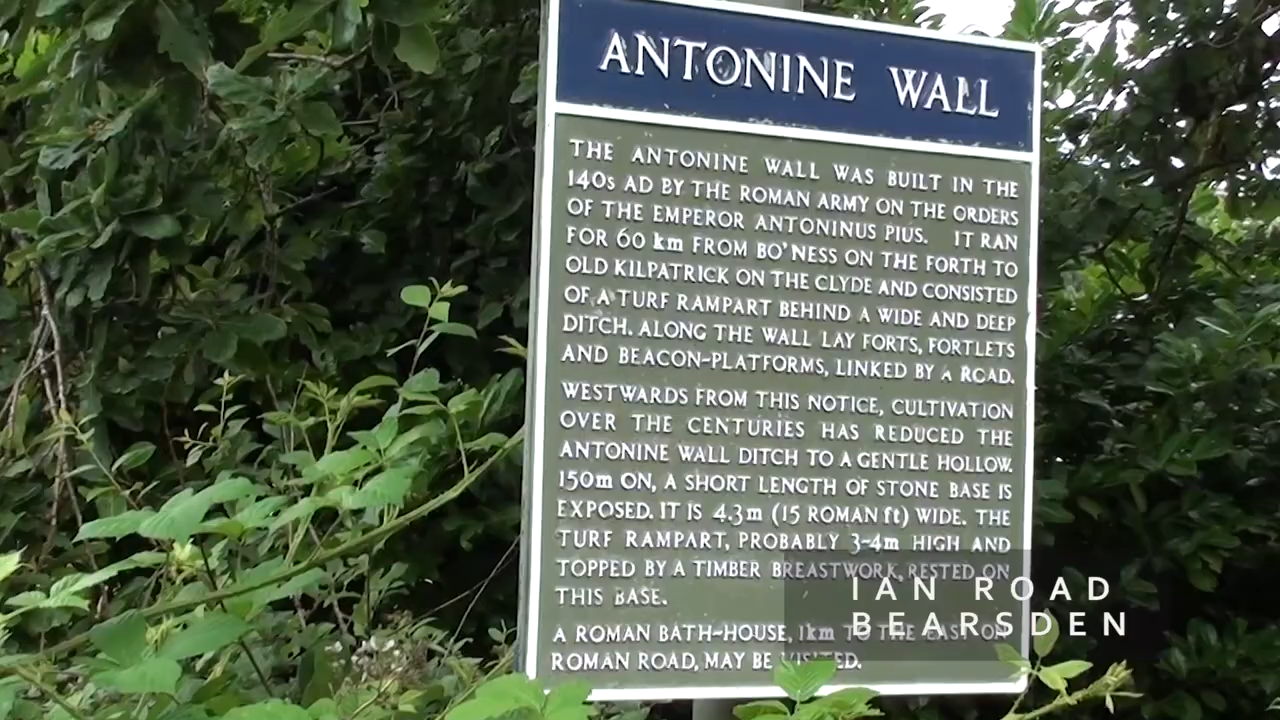 ANTONINE WALL
THE ANTONINE WALL WAS BUILT IN THE
140s AD BY THE ROMAN ARMY ON THE ORDERS
OF THE EMPEROR ANTONINUS PIUS. IT RAN
FOR 60 km FROM BO'NESS ON THE FORTH TO
OLD KILPATRICK ON THE CLYDE AND CONSISTED
OF A TURF RAMPART BEHIND A WIDE AND DEEP
DITCH. ALONG THE WALL LAY FORTS, FORTLETS
AND BEACON-PLATFORMS, LINKED BY A ROAD.
WESTWARDS FROM THIS NOTICE, CULTIVATION
OVER THE CENTURIES HAS REDUCED THE
ANTONINE WALL DITCH TO A GENTLE HOLLOW.
150m ON, A SHORT LENGTH OF STONE BASE IS
EXPOSED. IT IS 4.3m (15 ROMAN ft) WIDE. THE
TURF RAMPART, PROBABLY 3-4m HIGH AND
TOPPED BY A TIMBER BREASTWORK, RESTED ON
THIS BASE.
A ROMAN BATH-HOUSE, 1km TO THE EAST ON
ROMAN ROAD, MAY BE VISITED.
IAN ROAD
BEARSDEN